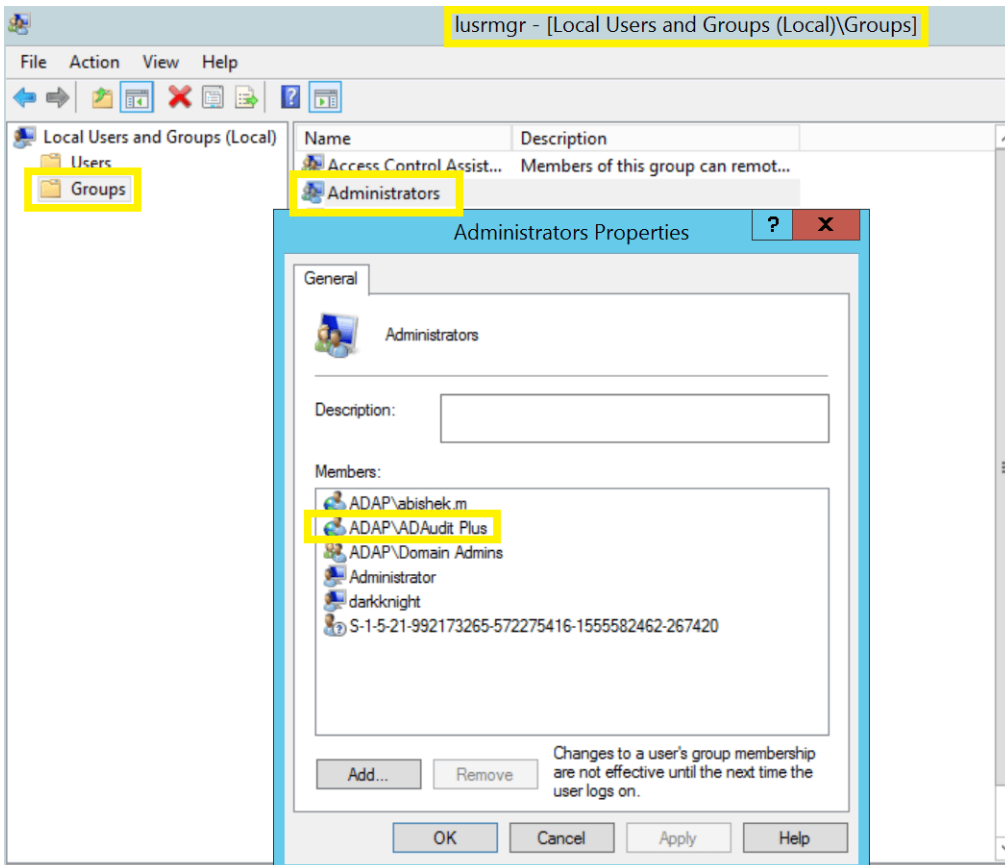 lusrmgr - [Local Users and Groups (Local)\Groups]
File Action View Help
Local Users and Groups (Local)
Users
Groups
Name Description
Access Control Assist... Members of this group can remot...
Administrators
Administrators Properties
General
Administrators
Description:
Members:
ADAP\abishek.m
ADAP\ADAudit Plus
ADAP\Domain Admins
Administrator
darkknight
S-1-5-21-992173265-572275416-1555582462-267420
Add... Remove
Changes to a user's group membership
are not effective until the next time the
user logs on.
OK Cancel Apply Help